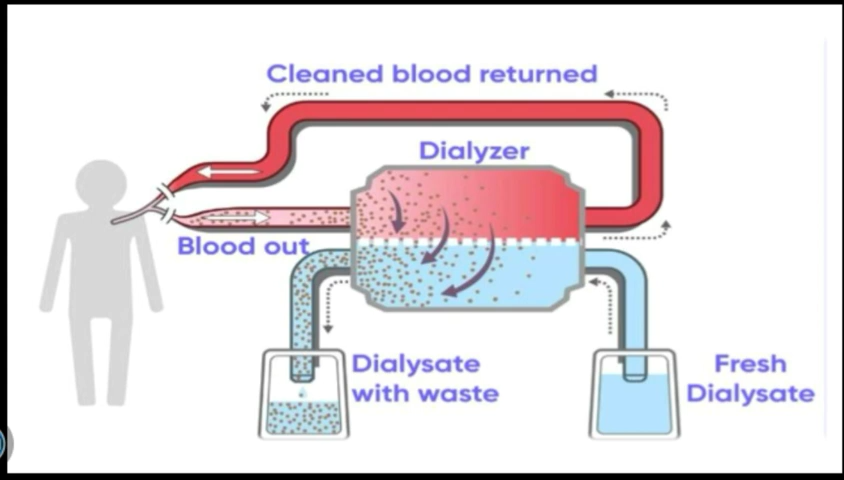 Cleaned blood returned
Dialyzer
Blood out
Dialysate
with waste
Fresh
Dialysate